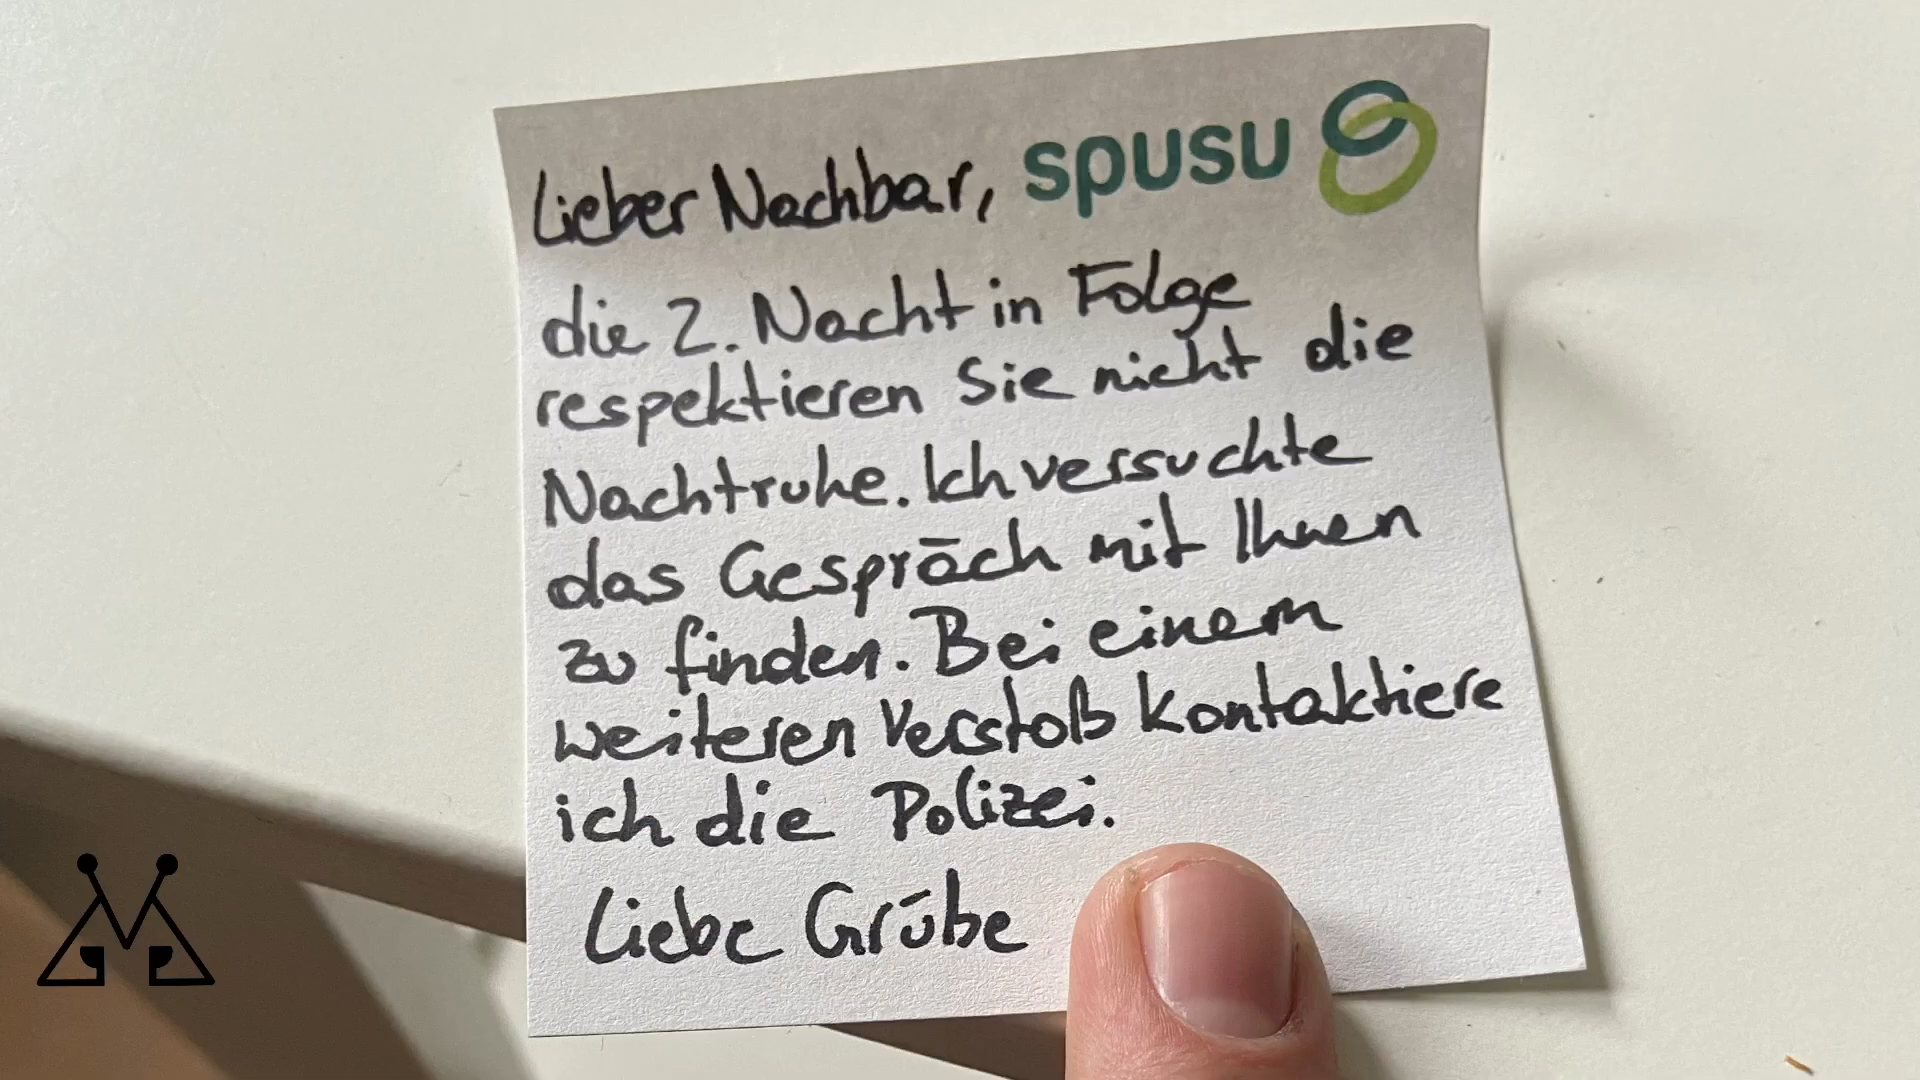 Lieber Nachbar, spusu
die 2. Nacht in Folge
respektieren Sie nicht die
Nachtruhe. Ich versuchte
das Gespräch mit Ihnen
zu finden. Bei einem
weiteren Verstoß kontaktiere
ich die Polizei.
Liebe Grüße